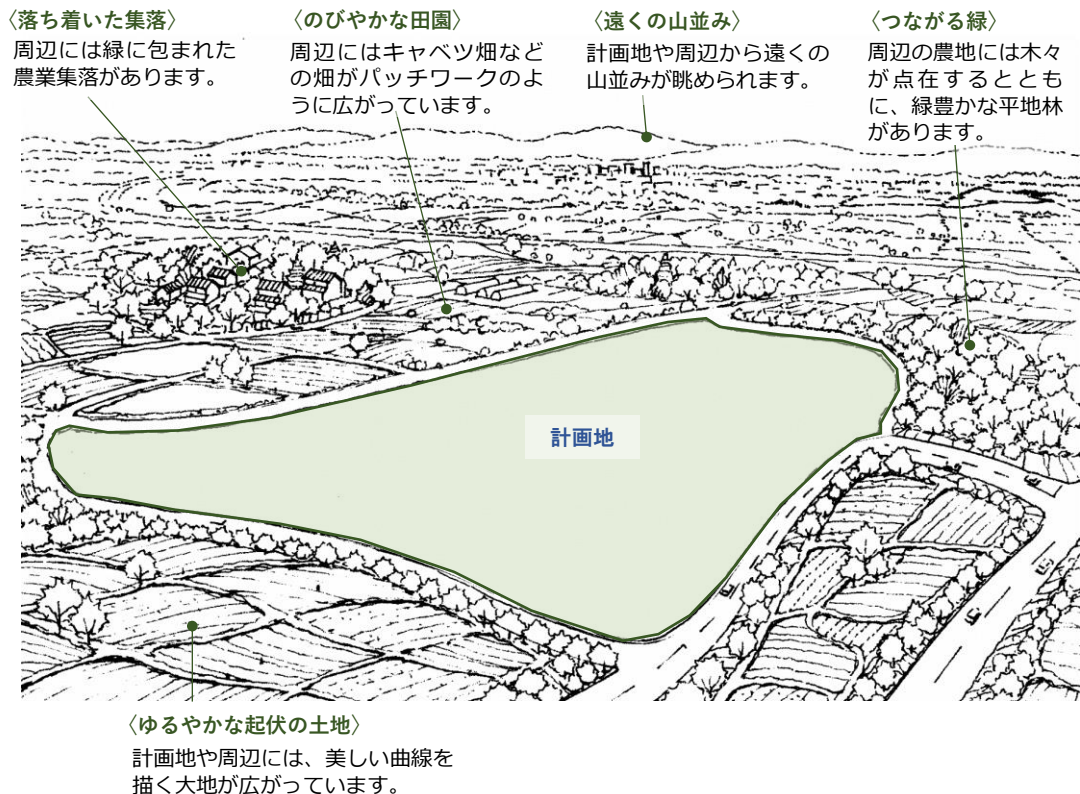 〈落ち着いた集落〉
周辺には緑に包まれた
農業集落があります。
〈のびやかな田園〉
周辺にはキャベツ畑など
の畑がパッチワークのよ
うに広がっています。
〈遠くの山並み〉
計画地や周辺から遠くの
山並みが眺められます。
〈つながる緑〉
周辺の農地には木々
が点在するととも
に、緑豊かな平地林
があります。
計画地
〈ゆるやかな起伏の土地〉
計画地や周辺には、美しい曲線を
描く大地が広がっています。